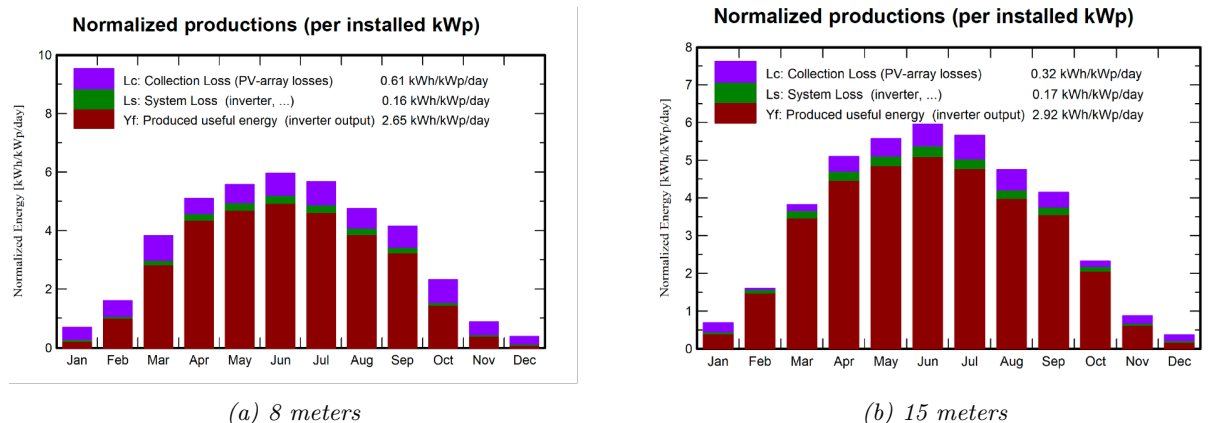 Normalized productions (per installed kWp)
Normalized Energy [kWh/kWp/day]
10
8
6
4
2
0
Lc: Collection Loss (PV-array losses) 0.61 kWh/kWp/day
Ls: System Loss (inverter, ...) 0.16 kWh/kWp/day
Yf: Produced useful energy (inverter output) 2.65 kWh/kWp/day
Jan Feb Mar Apr May Jun Jul Aug Sep Oct Nov Dec
(a) 8 meters
Normalized productions (per installed kWp)
Normalized Energy [kWh/kWp/day]
8
7
6
5
4
3
2
1
0
Lc: Collection Loss (PV-array losses) 0.32 kWh/kWp/day
Ls: System Loss (inverter, ...) 0.17 kWh/kWp/day
Yf: Produced useful energy (inverter output) 2.92 kWh/kWp/day
Jan Feb Mar Apr May Jun Jul Aug Sep Oct Nov Dec
(b) 15 meters